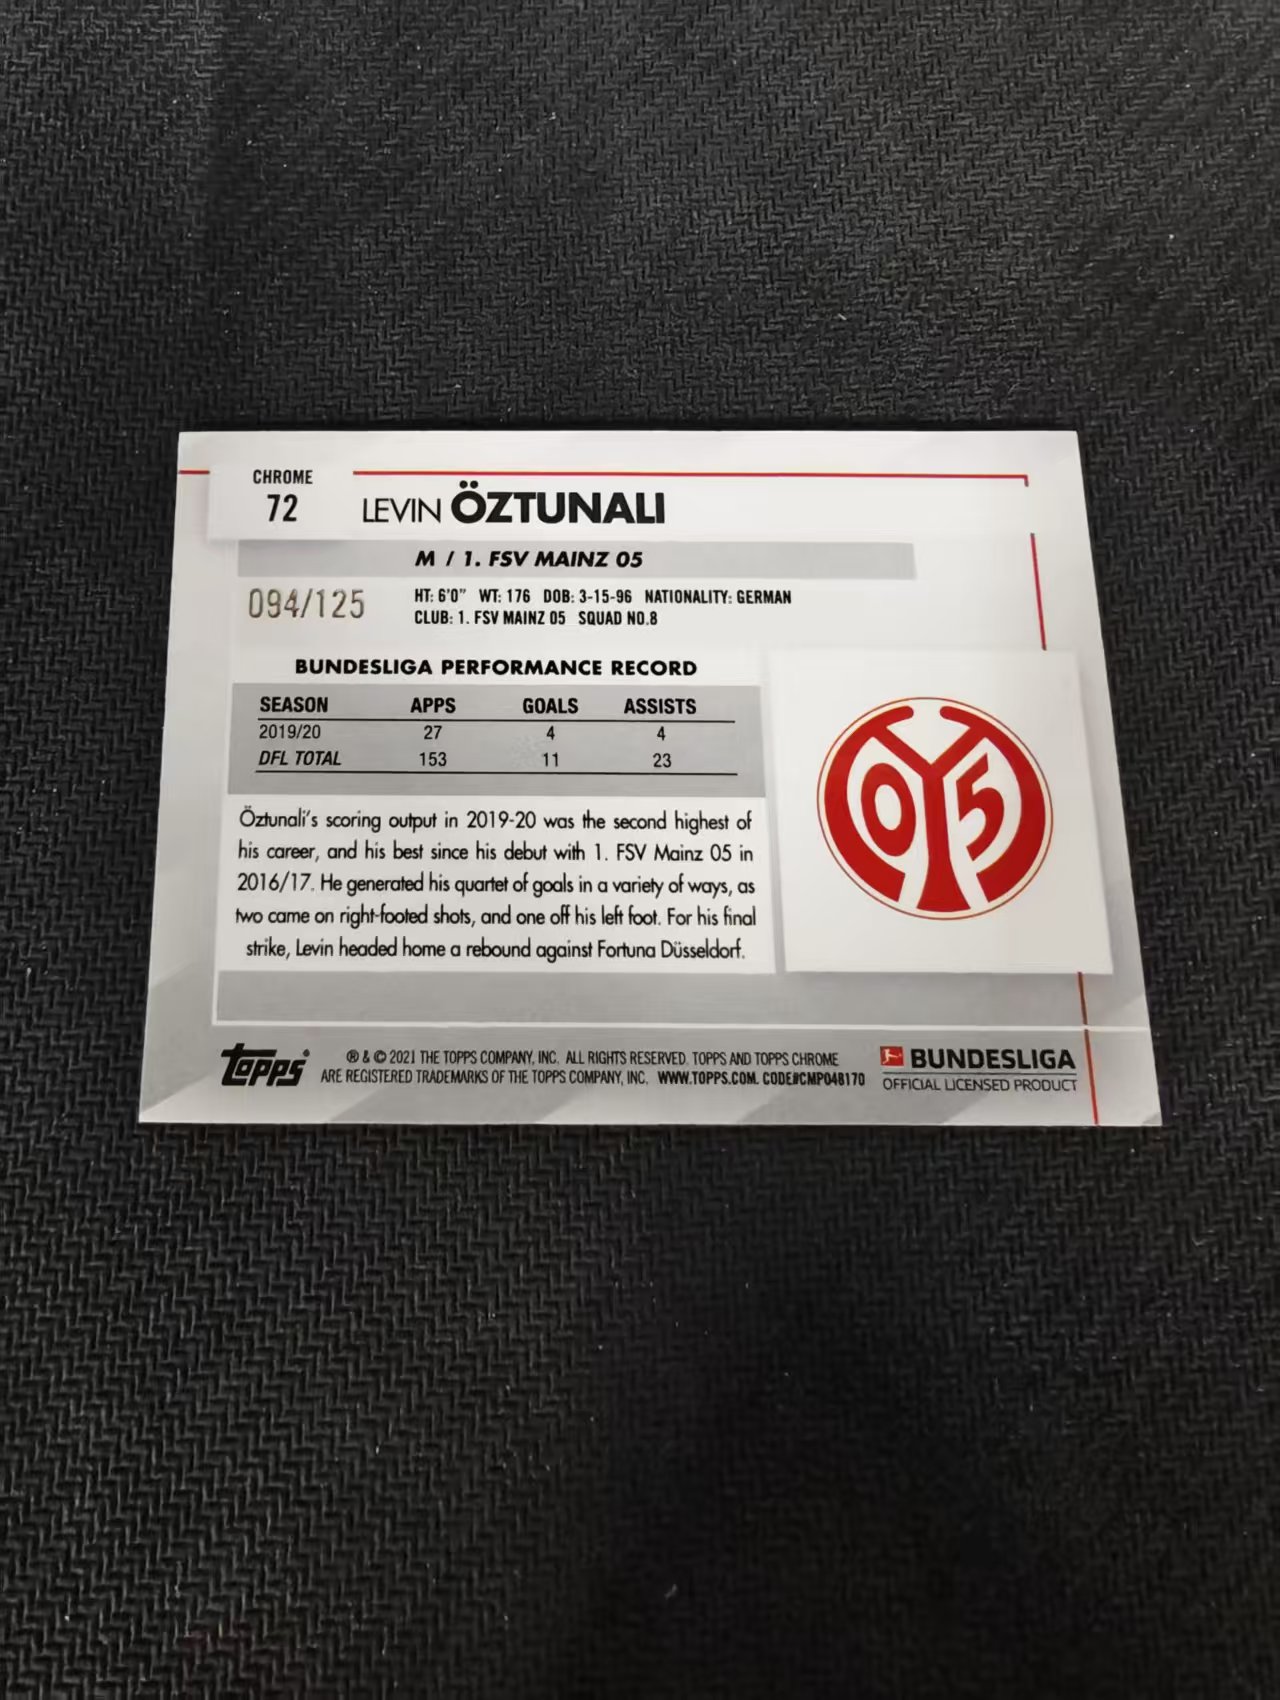 CHROME
72
LEVIN ÖZTUNALI
M / 1. FSV MAINZ 05
094/125
HT: 6'0" WT: 176 DOB: 3-15-96 NATIONALITY: GERMAN
CLUB: 1. FSV MAINZ 05 SQUAD NO.8
BUNDESLIGA PERFORMANCE RECORD
SEASON APPS GOALS ASSISTS
2019/20 27 4 4
DFL TOTAL 153 11 23
Öztunali's scoring output in 2019-20 was the second highest of
his career, and his best since his debut with 1. FSV Mainz 05 in
2016/17. He generated his quartet of goals in a variety of ways, as
two came on right-footed shots, and one off his left foot. For his final
strike, Levin headed home a rebound against Fortuna Düsseldorf.
05
Topps®
® & © 2021 THE TOPPS COMPANY, INC. ALL RIGHTS RESERVED. TOPPS AND TOPPS CHROME
ARE REGISTERED TRADEMARKS OF THE TOPPS COMPANY, INC. WWW.TOPPS.COM. CODE#CMP048170
BUNDESLIGA
OFFICIAL LICENSED PRODUCT